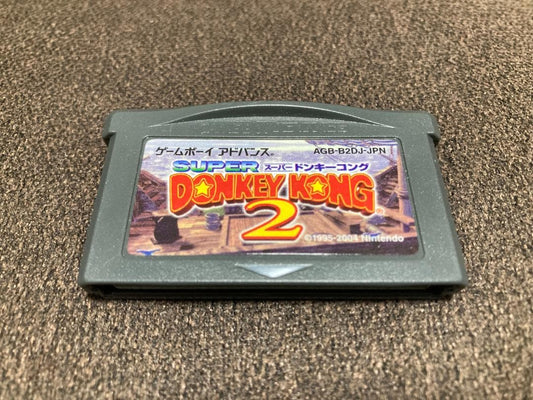 ゲームボーイ アドバンス AGB-B2DJ-JPN
SUPER スーパードンキーコング
DONKEY KONG
2
©1995-2004 Nintendo